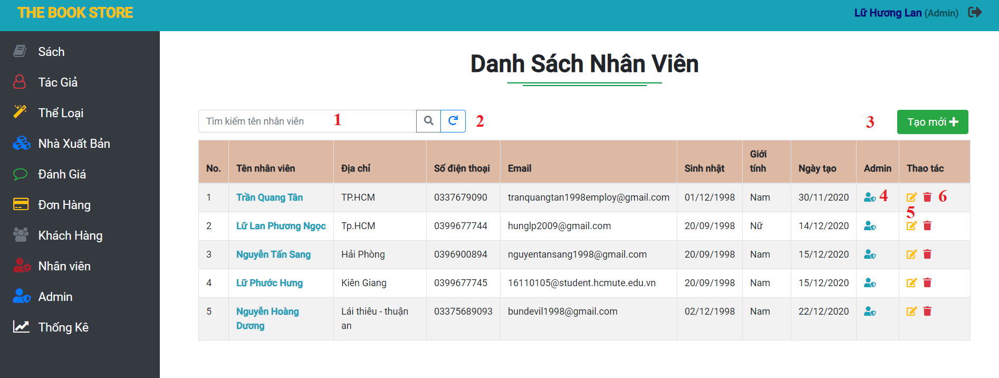 THE BOOK STORE
Lữ Hương Lan (Admin)
Sách
Tác Giả
Thể Loại
Nhà Xuất Bản
Đánh Giá
Đơn Hàng
Khách Hàng
Nhân viên
Admin
Thống Kê
Danh Sách Nhân Viên
Tìm kiếm tên nhân viên 1 2 3 Tạo mới
No. Tên nhân viên Địa chỉ Số điện thoại Email Sinh nhật Giới tính Ngày tạo Admin Thao tác
1 Trần Quang Tân TP.HCM 0337679090 tranquangtan1998employ@gmail.com 01/12/1998 Nam 30/11/2020 4 6
5
2 Lữ Lan Phương Ngọc Tp.HCM 0399677744 hunglp2009@gmail.com 20/09/1998 Nữ 14/12/2020
3 Nguyễn Tấn Sang Hải Phòng 0396900894 nguyentansang1998@gmail.com 20/09/1998 Nam 15/12/2020
4 Lữ Phước Hưng Kiên Giang 0399677745 16110105@student.hcmute.edu.vn 20/09/1998 Nam 15/12/2020
5 Nguyễn Hoàng Dương Lái thiêu - thuận an 03375689093 bundevil1998@gmail.com 02/12/1998 Nam 22/12/2020